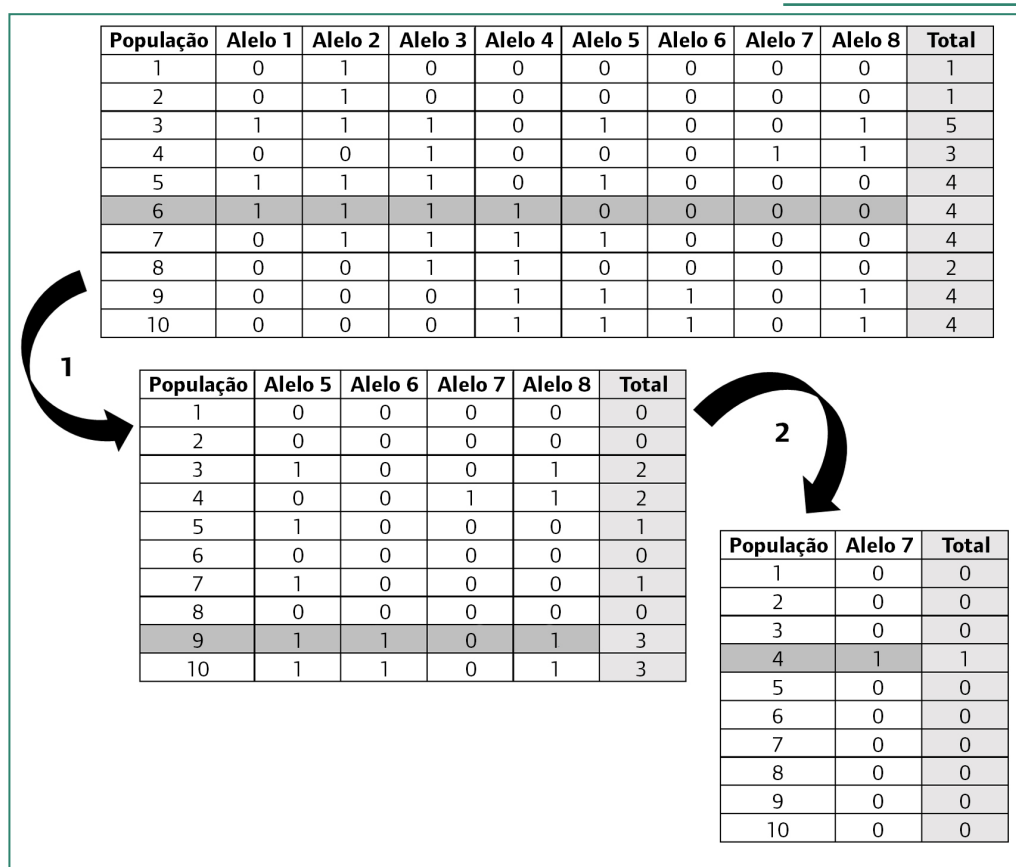 População Alelo 1 Alelo 2 Alelo 3 Alelo 4 Alelo 5 Alelo 6 Alelo 7 Alelo 8 Total
1 0 1 0 0 0 0 0 0 1
2 0 1 0 0 0 0 0 0 1
3 1 1 1 0 1 0 0 1 5
4 0 0 1 0 0 0 1 1 3
5 1 1 1 0 1 0 0 0 4
6 1 1 1 1 0 0 0 0 4
7 0 1 1 1 1 0 0 0 4
8 0 0 1 1 0 0 0 0 2
9 0 0 0 1 1 1 0 1 4
10 0 0 0 1 1 1 0 1 4
1
População Alelo 5 Alelo 6 Alelo 7 Alelo 8 Total
1 0 0 0 0 0
2 0 0 0 0 0
3 1 0 0 1 2
4 0 0 1 1 2
5 1 0 0 0 1
6 0 0 0 0 0
7 1 0 0 0 1
8 0 0 0 0 0
9 1 1 0 1 3
10 1 1 0 1 3
2
População Alelo 7 Total
1 0 0
2 0 0
3 0 0
4 1 1
5 0 0
6 0 0
7 0 0
8 0 0
9 0 0
10 0 0